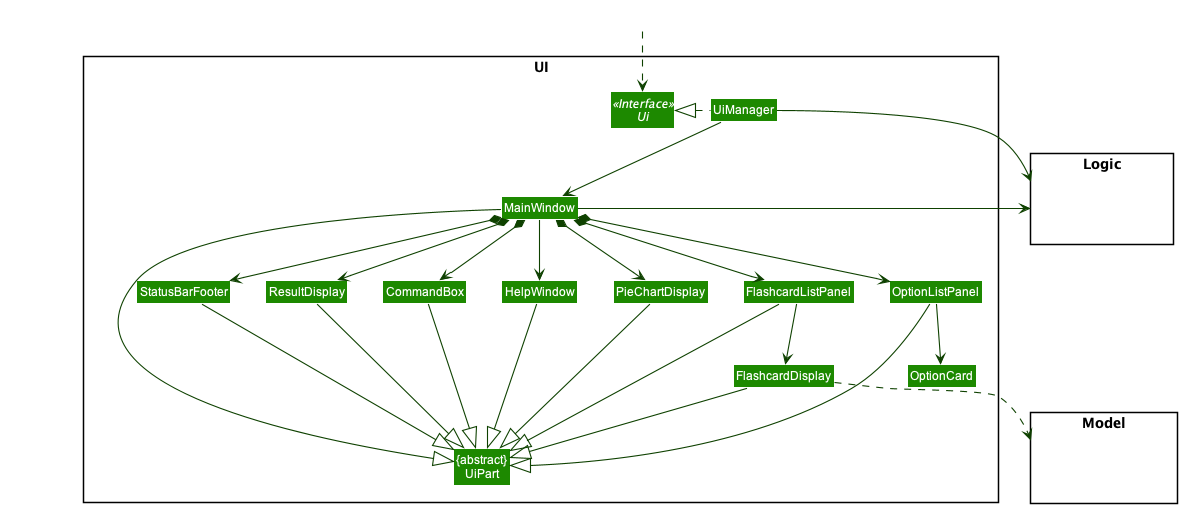 UI
«Interface»
Ui
UiManager
Logic
MainWindow
StatusBarFooter
ResultDisplay
CommandBox
HelpWindow
PieChartDisplay
FlashcardListPanel
OptionListPanel
FlashcardDisplay
OptionCard
Model
{abstract}
UiPart